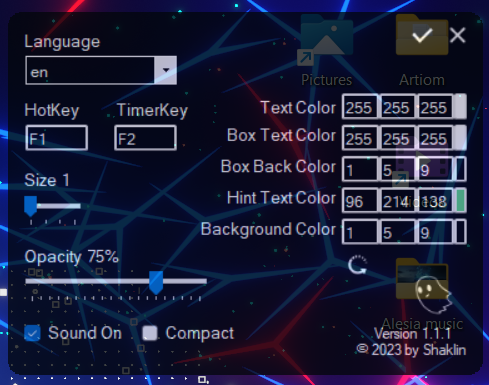 Language
en
HotKey TimerKey
F1 F2
Size 1
Opacity 75%
Sound On Compact
Pictures Artiom
Text Color 255 255 255
Box Text Color 255 255 255
Box Back Color 1 5 9
Hint Text Color 96 214 138
Background Color 1 5 9
Alesia music
Version 1.1.1
© 2023 by Shaklin